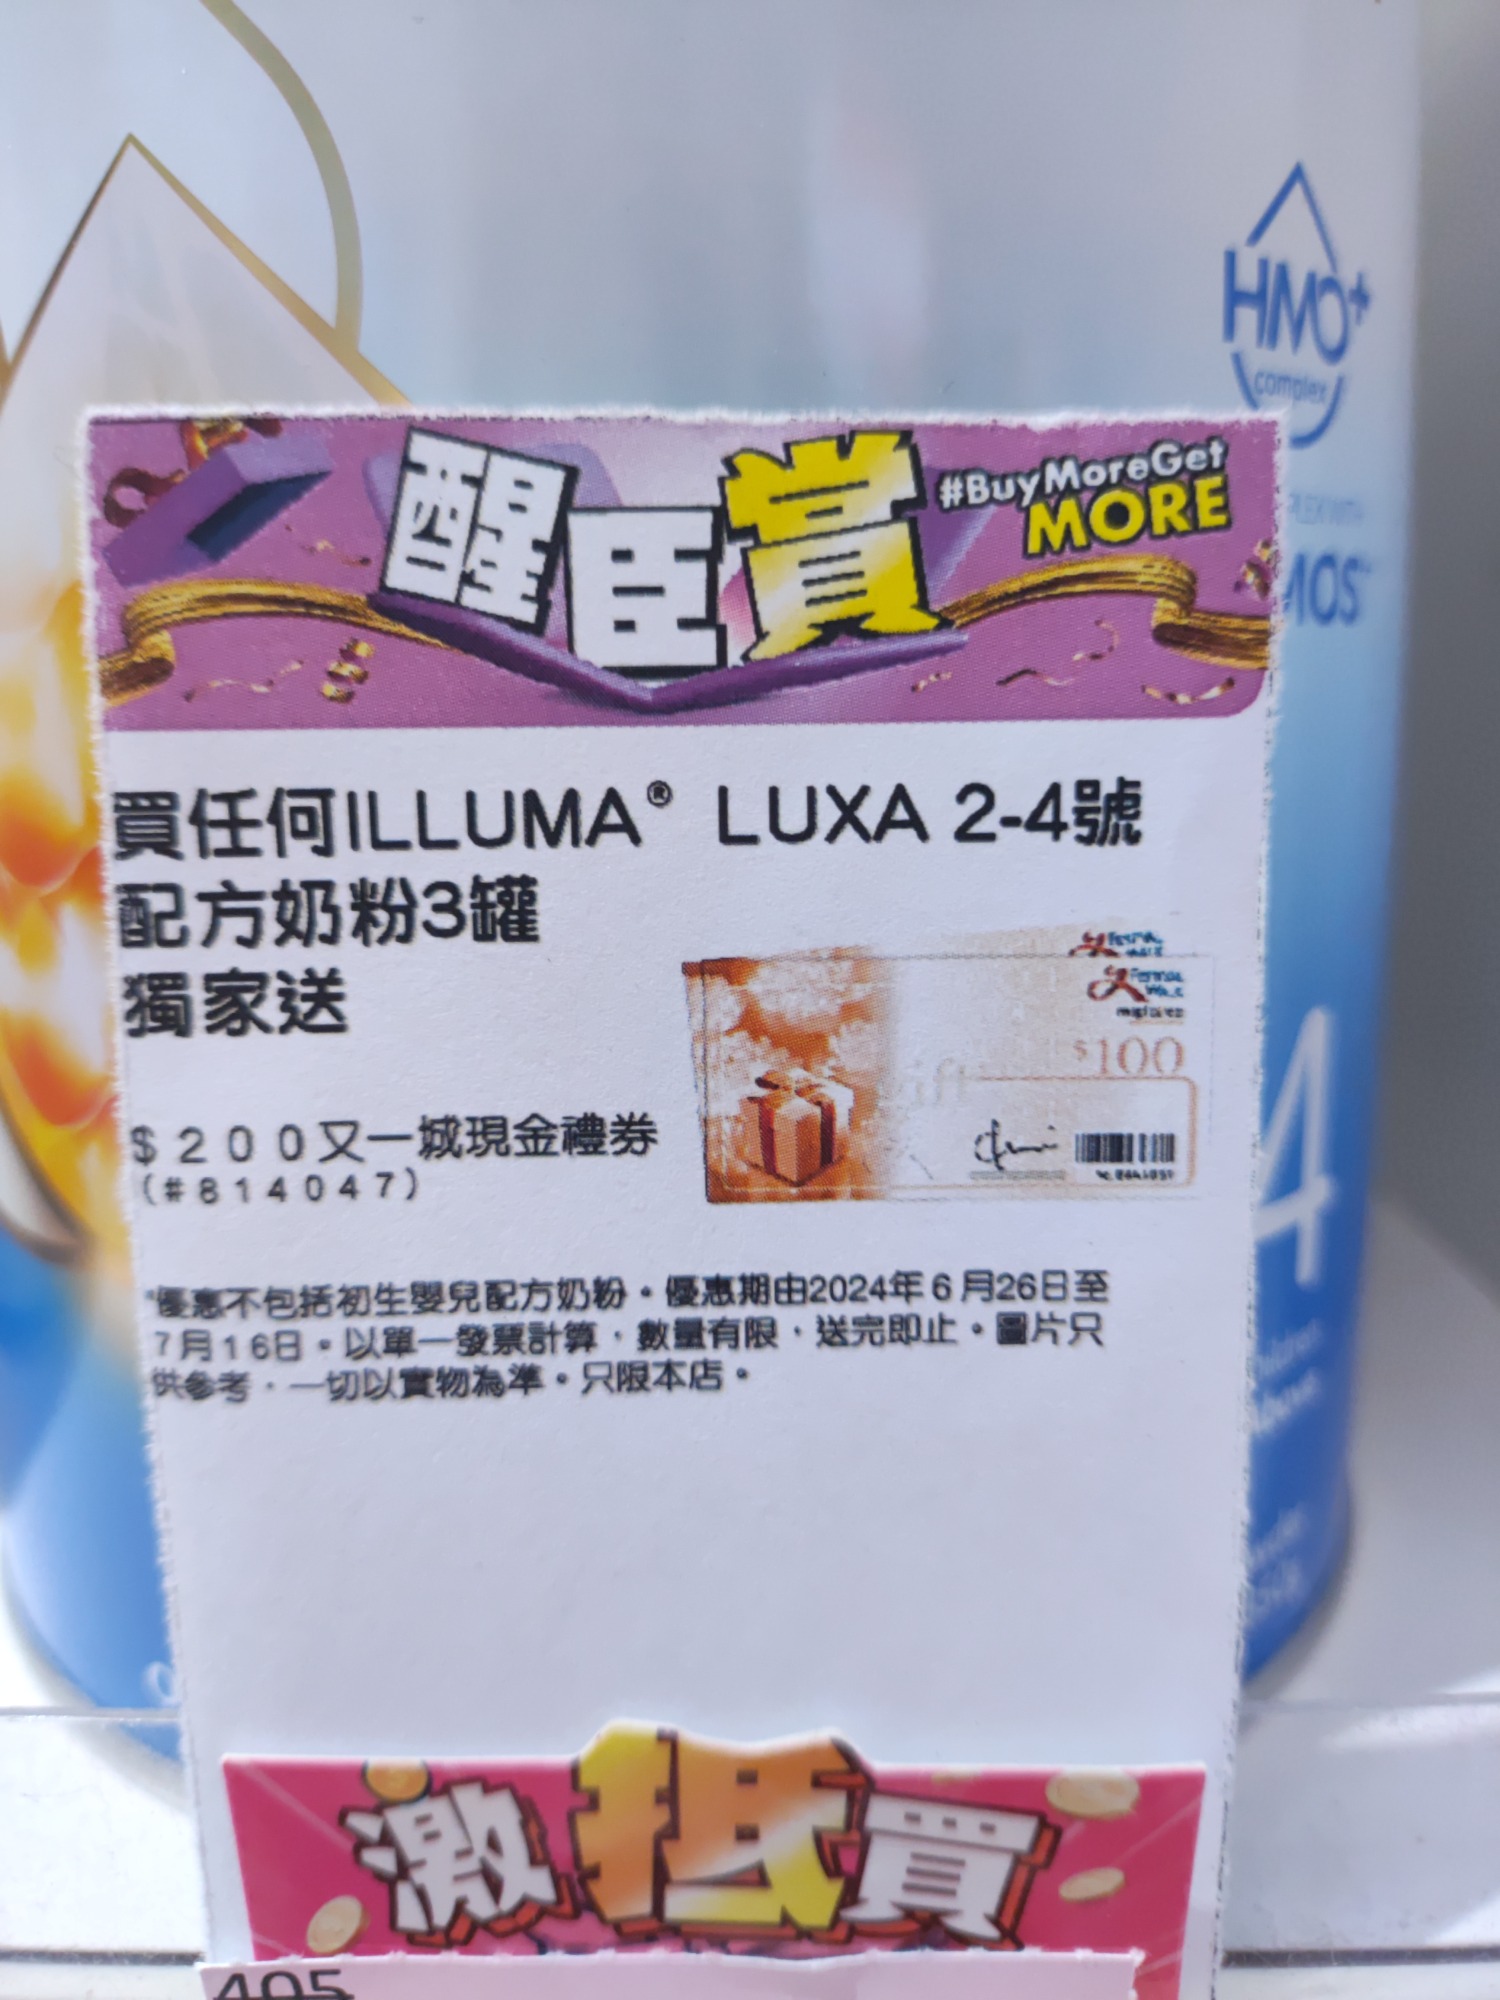 HMO+
complex
醒臣賞
#BuyMoreGet
MORE
MOS
買任何ILLUMA® LUXA 2-4號
配方奶粉3罐
獨家送
$100
$200又一城現金禮券
(#814047)
4
*優惠不包括初生嬰兒配方奶粉。優惠期由2024年6月26日至
7月16日。以單一發票計算，數量有限，送完即止。圖片只
供參考，一切以實物為準。只限本店。
激抵買
405